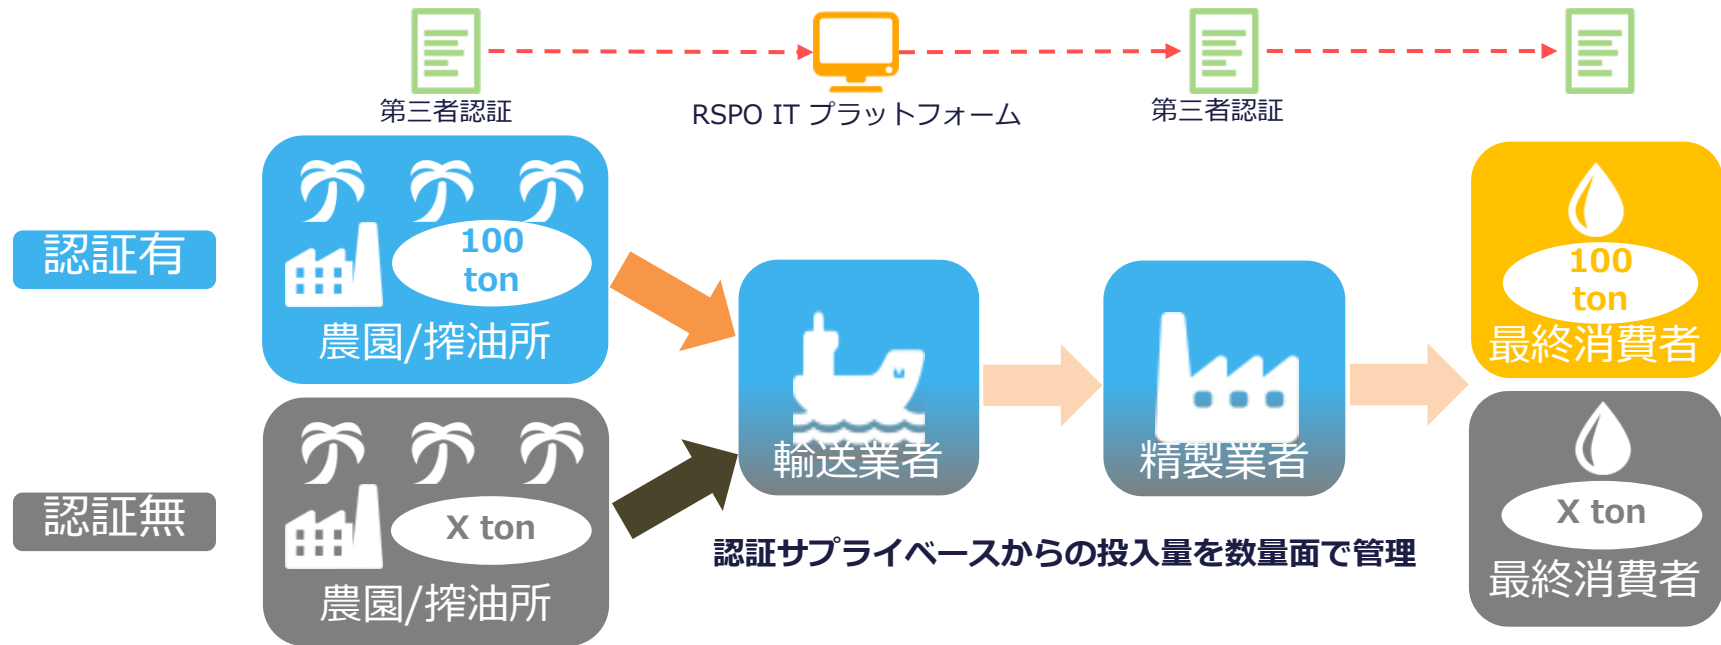 第三者認証
RSPO IT プラットフォーム
第三者認証
認証有
100
ton
農園/搾油所
輸送業者
精製業者
100
ton
最終消費者
認証無
X ton
農園/搾油所
認証サプライベースからの投入量を数量面で管理
X ton
最終消費者